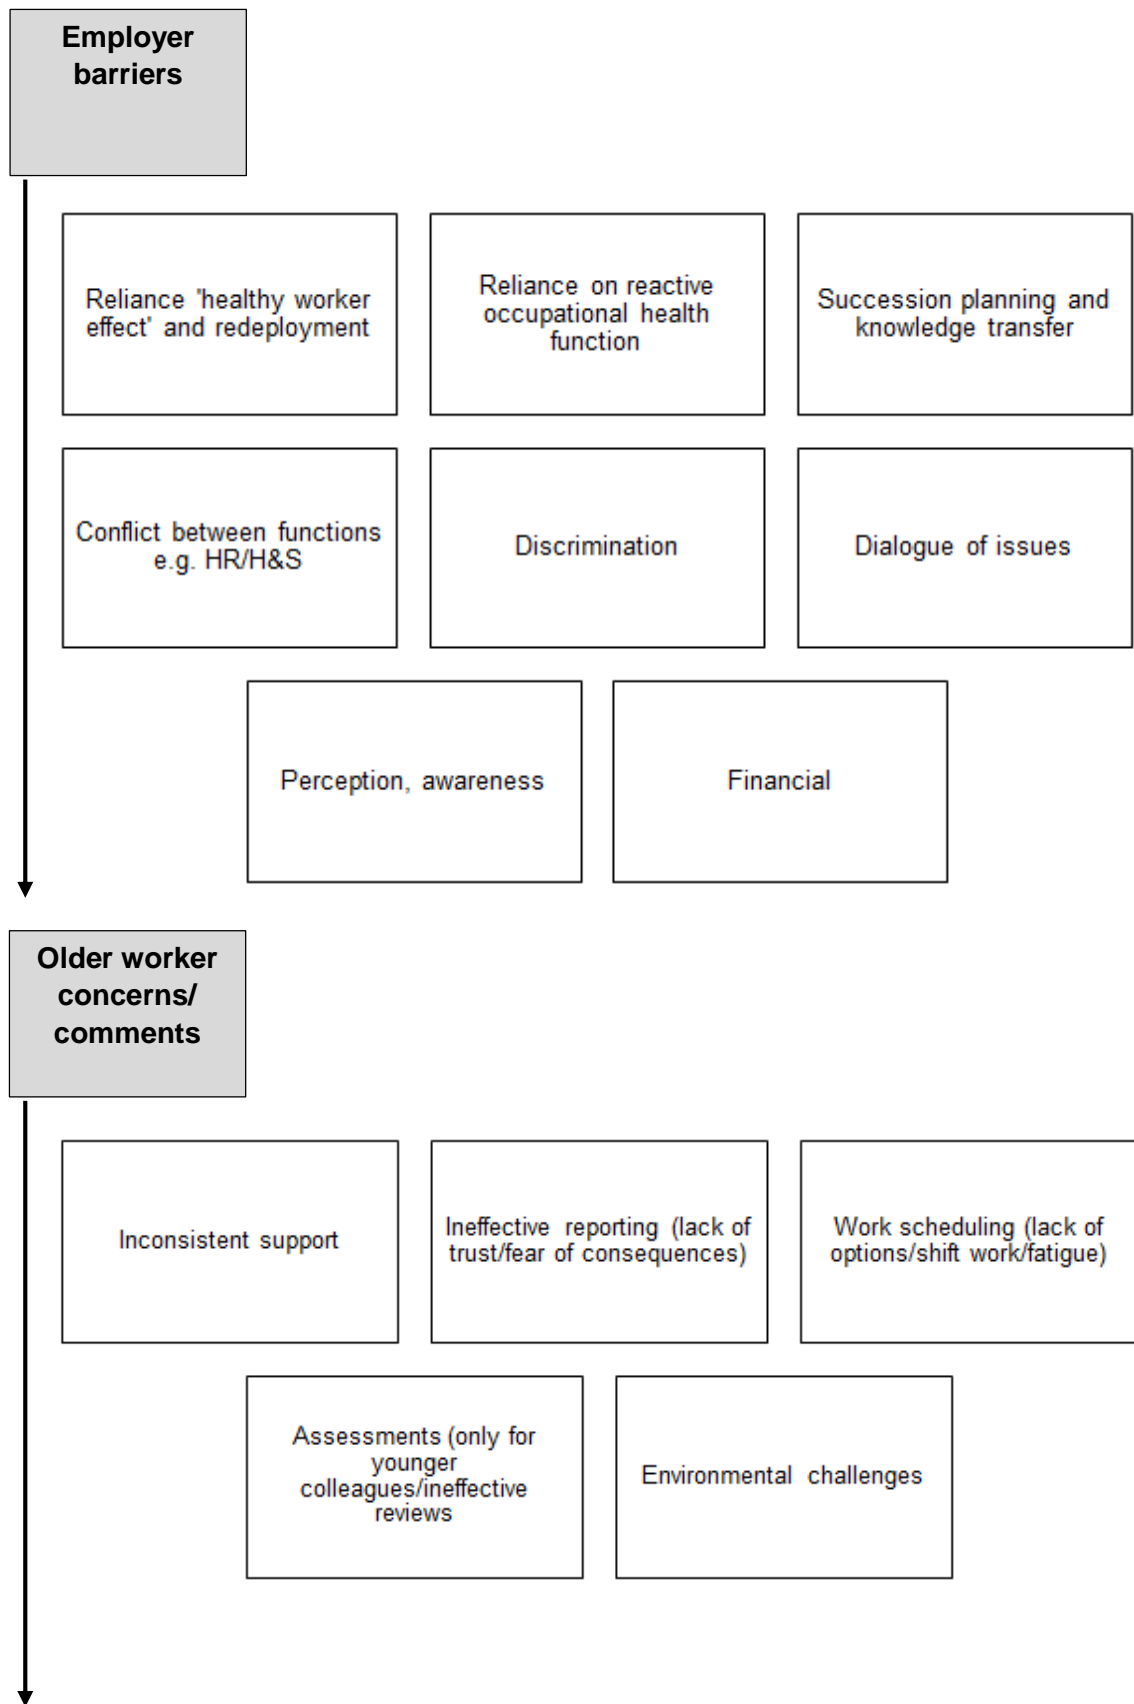 Employer
barriers
Reliance 'healthy worker
effect' and redeployment
Reliance on reactive
occupational health
function
Succession planning and
knowledge transfer
Conflict between functions
e.g. HR/H&S
Discrimination
Dialogue of issues
Perception, awareness
Financial
Older worker
concerns/
comments
Inconsistent support
Ineffective reporting (lack of
trust/fear of consequences)
Work scheduling (lack of
options/shift work/fatigue)
Assessments (only for
younger
colleagues/ineffective
reviews
Environmental challenges